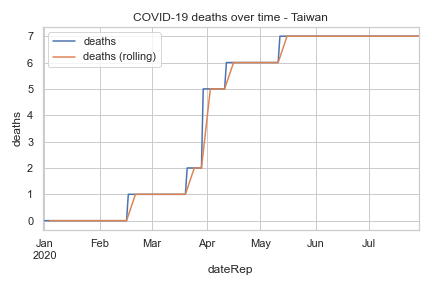 COVID-19 deaths over time - Taiwan
deaths
deaths (rolling)
7
6
5
4
3
2
1
0
deaths
Jan Feb Mar Apr May Jun Jul
2020
dateRep